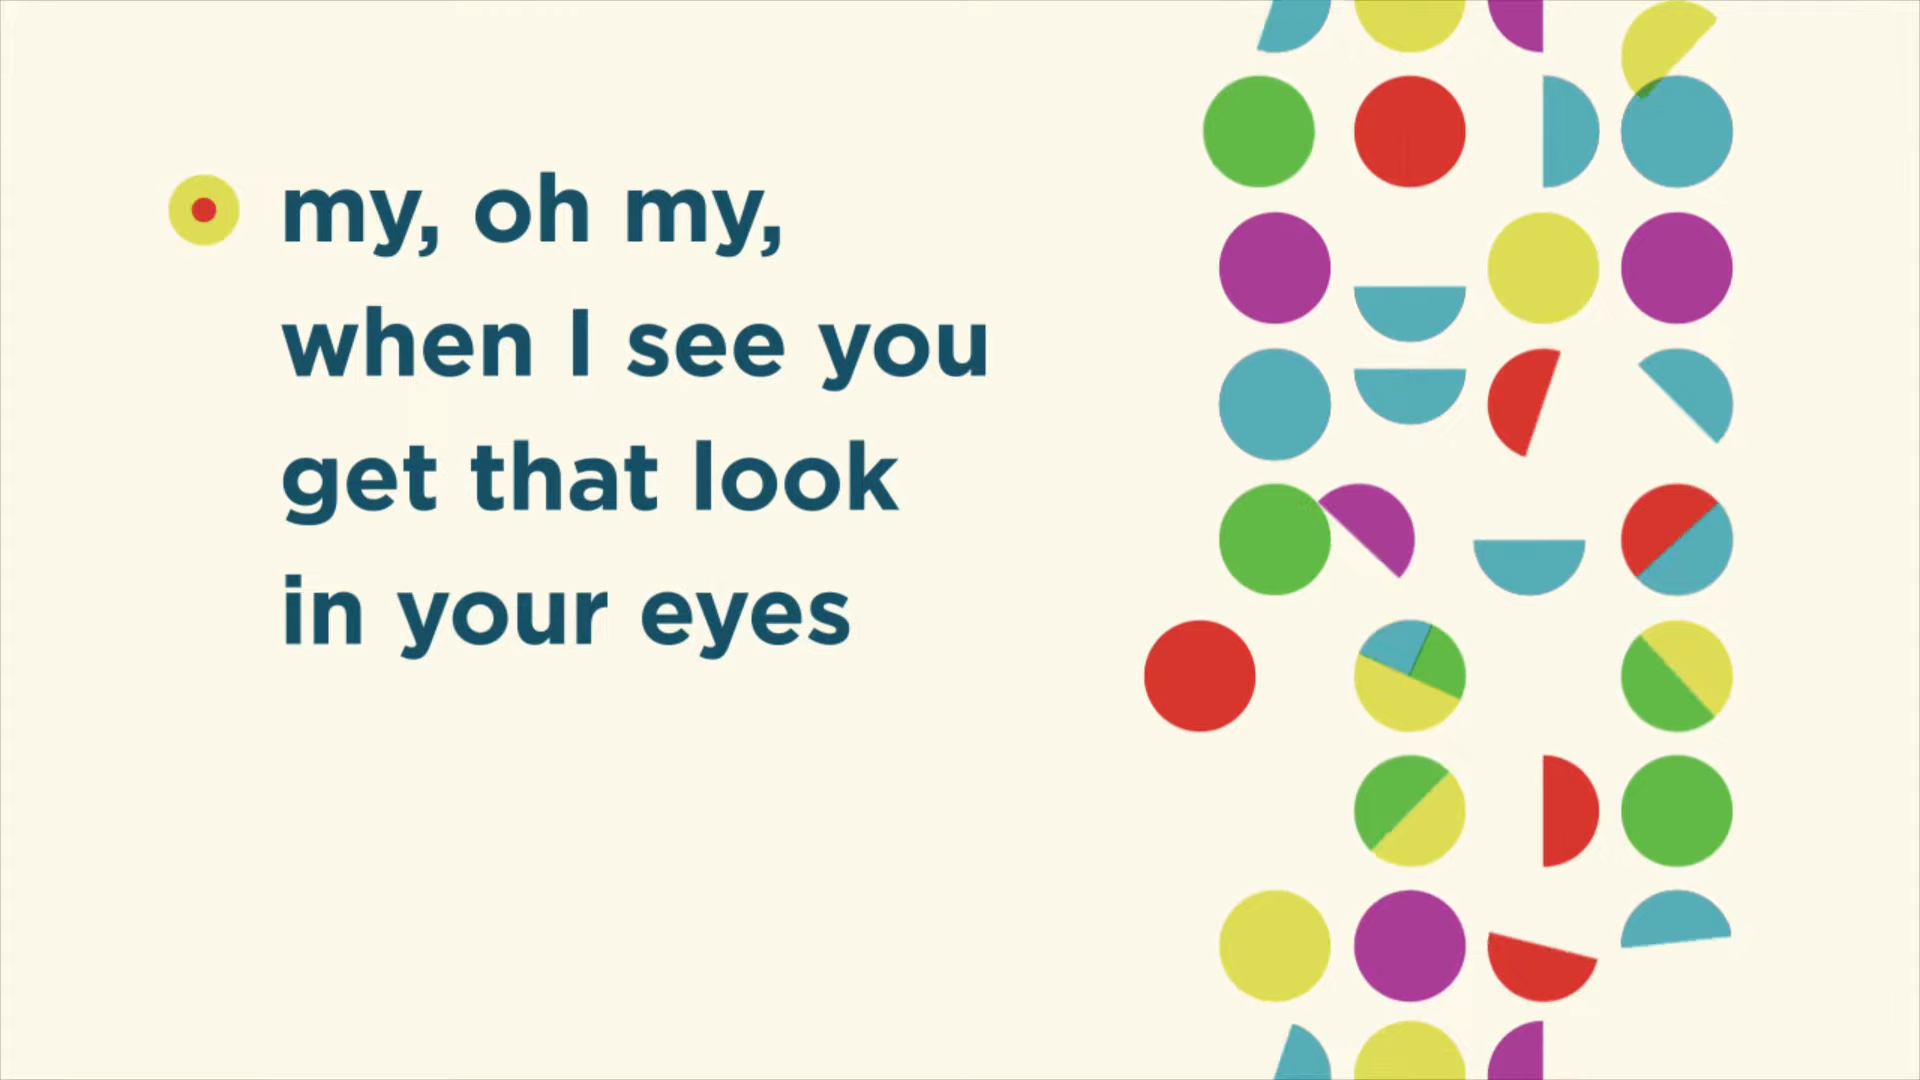 my, oh my,
when I see you
get that look
in your eyes